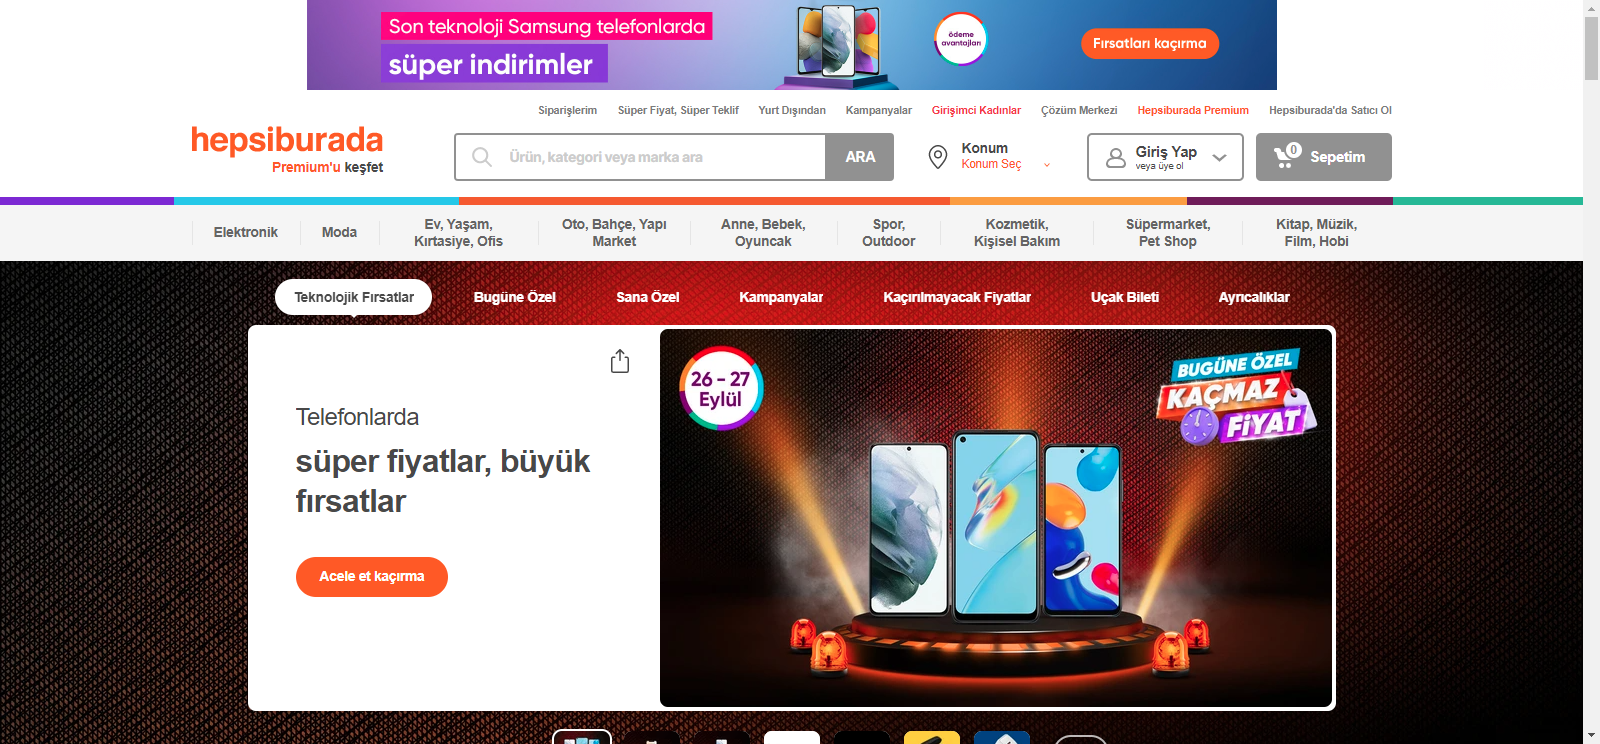 Son teknoloji Samsung telefonlarda
süper indirimler
ödeme
avantajları
Fırsatları kaçırma
Siparişlerim
Süper Fiyat, Süper Teklif
Yurt Dışından
Kampanyalar
Girişimci Kadınlar
Çözüm Merkezi
Hepsiburada Premium
Hepsiburada'da Satıcı Ol
hepsiburada
Premium'u keşfet
Ürün, kategori veya marka ara
ARA
Konum
Konum Seç
Giriş Yap
veya üye ol
0
Sepetim
Elektronik
Moda
Ev, Yaşam,
Kırtasiye, Ofis
Oto, Bahçe, Yapı
Market
Anne, Bebek,
Oyuncak
Spor,
Outdoor
Kozmetik,
Kişisel Bakım
Süpermarket,
Pet Shop
Kitap, Müzik,
Film, Hobi
Teknolojik Fırsatlar
Bugüne Özel
Sana Özel
Kampanyalar
Kaçırılmayacak Fiyatlar
Uçak Bileti
Ayrıcalıklar
Telefonlarda
süper fiyatlar, büyük
fırsatlar
Acele et kaçırma
26 - 27
Eylül
BUGÜNE ÖZEL
KAÇMAZ
FİYAT